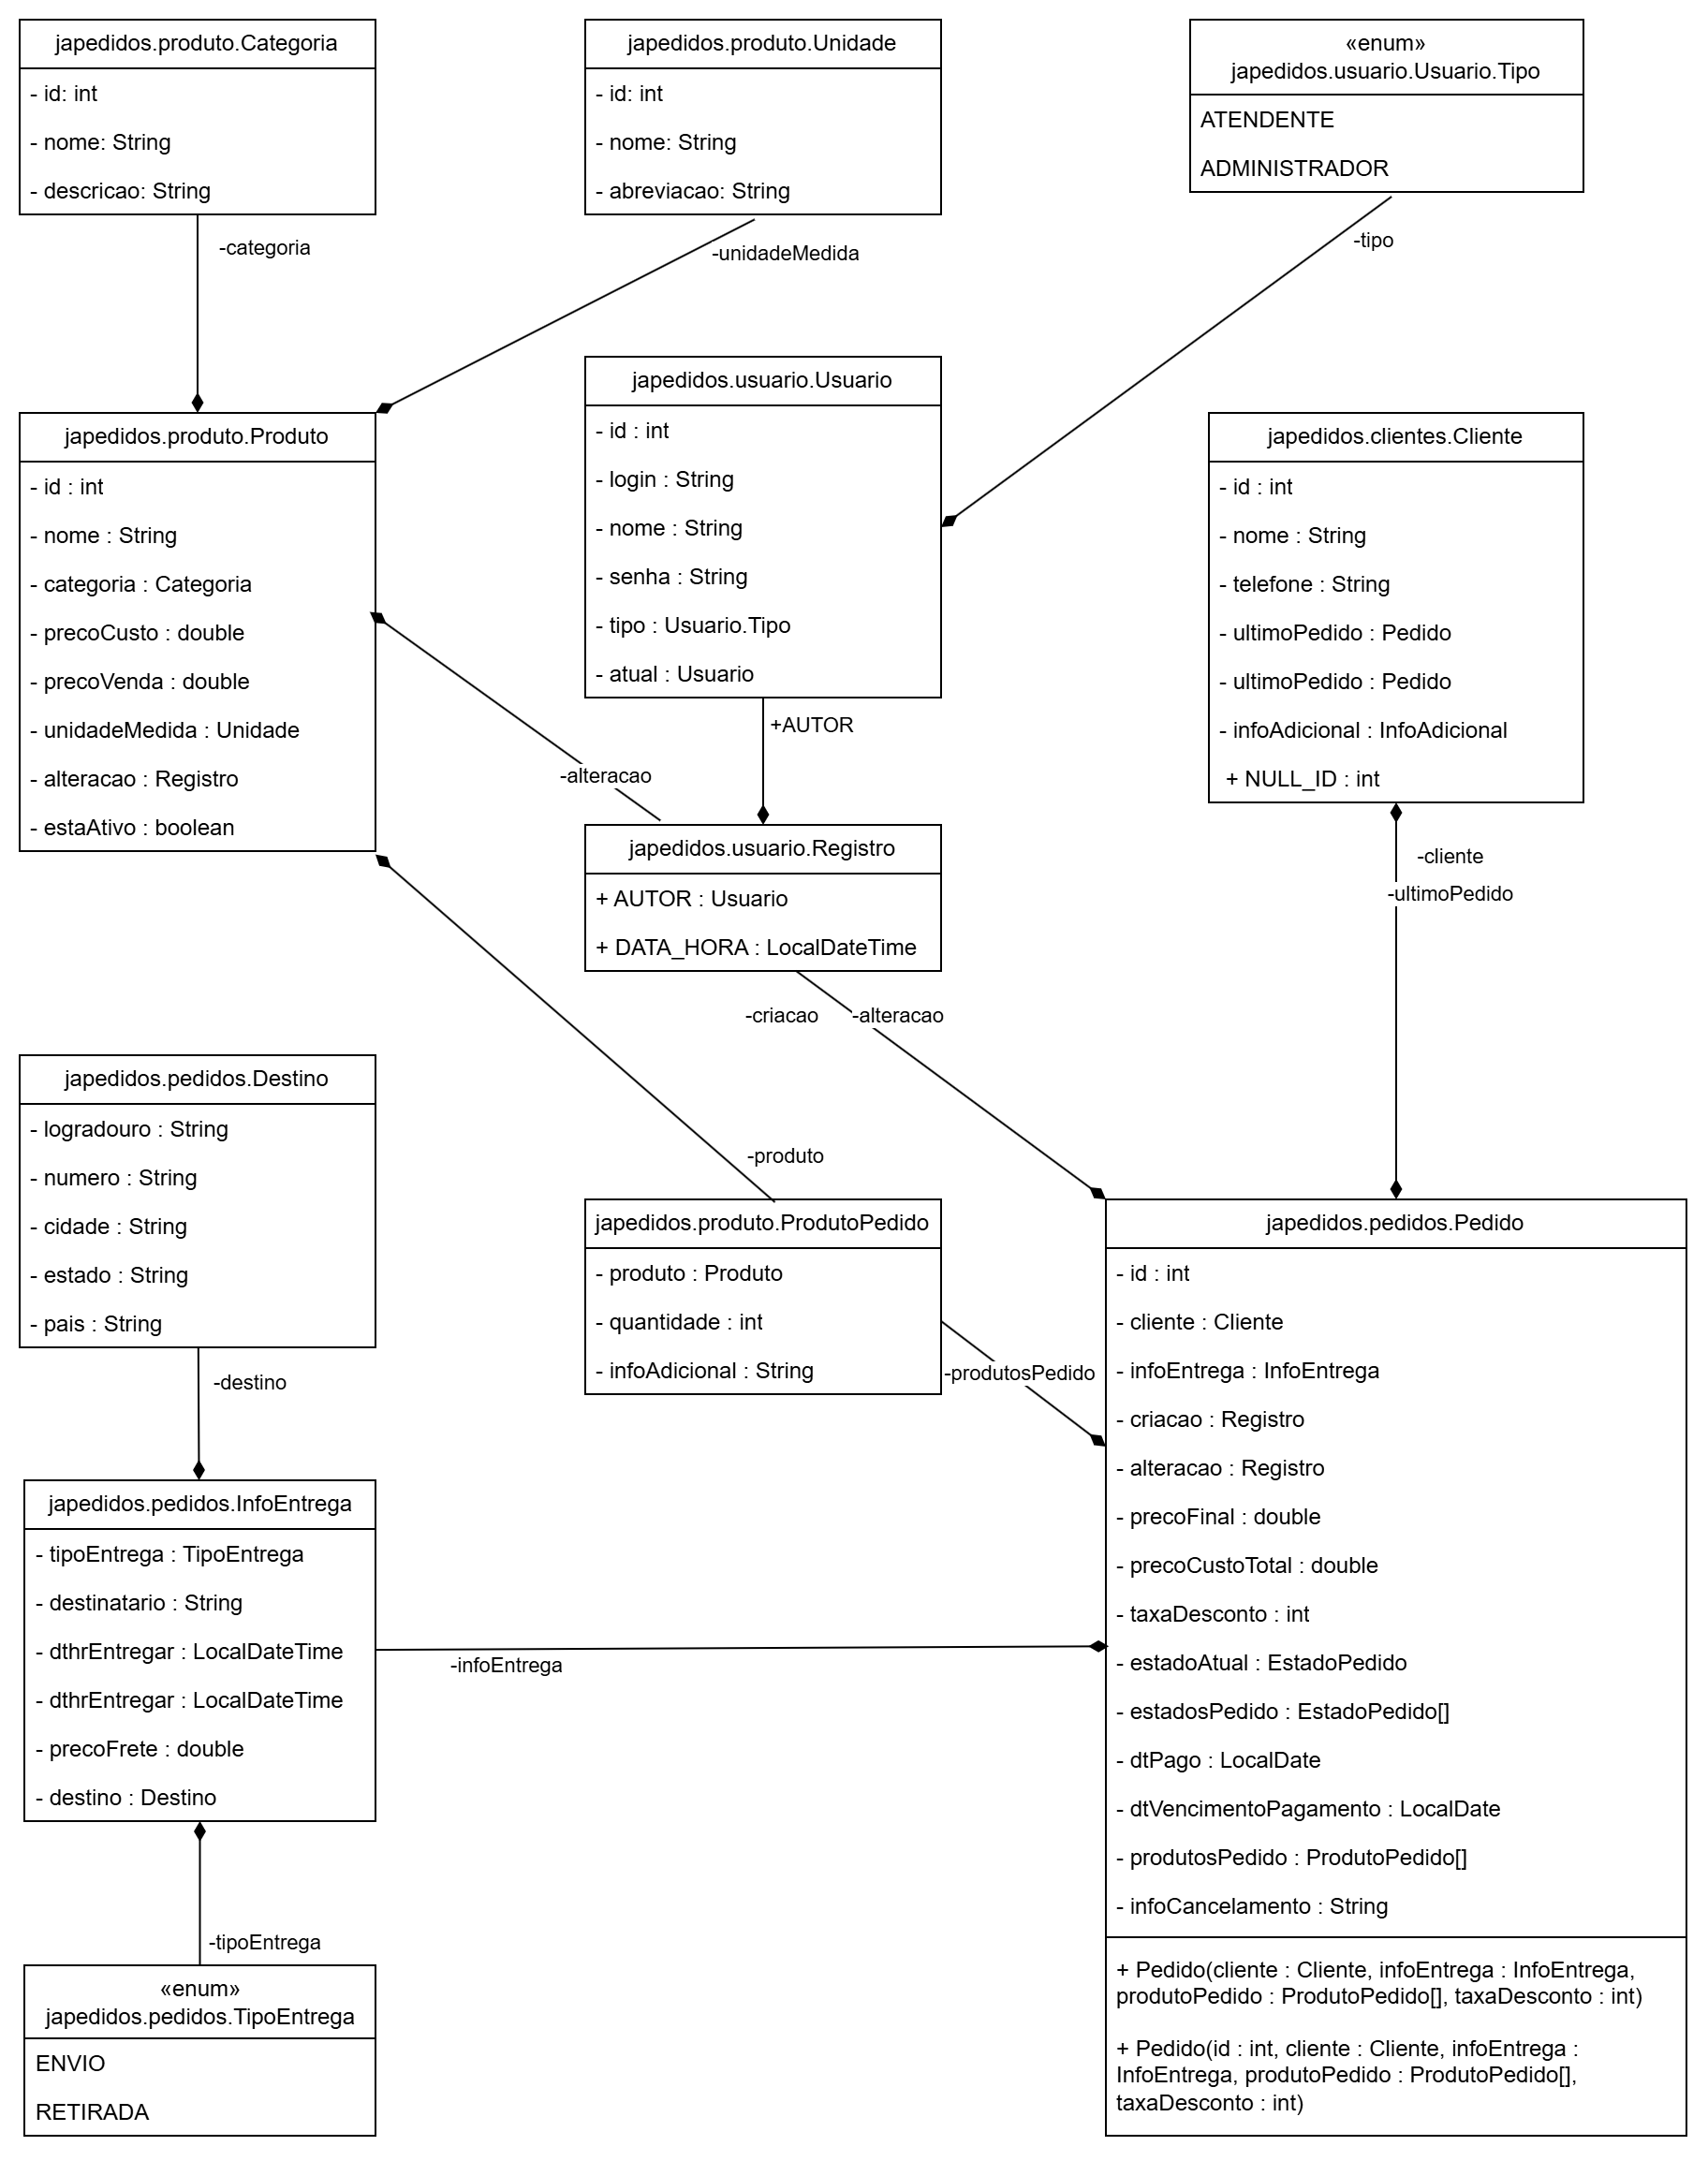 japedidos.produto.Categoria
- id: int
- nome: String
- descricao: String
japedidos.produto.Unidade
- id: int
- nome: String
- abreviacao: String
«enum»
japedidos.usuario.Usuario.Tipo
ATENDENTE
ADMINISTRADOR
-categoria
-unidadeMedida
-tipo
japedidos.produto.Produto
- id : int
- nome : String
- categoria : Categoria
- precoCusto : double
- precoVenda : double
- unidadeMedida : Unidade
- alteracao : Registro
- estaAtivo : boolean
japedidos.usuario.Usuario
- id : int
- login : String
- nome : String
- senha : String
- tipo : Usuario.Tipo
- atual : Usuario
japedidos.clientes.Cliente
- id : int
- nome : String
- telefone : String
- ultimoPedido : Pedido
- ultimoPedido : Pedido
- infoAdicional : InfoAdicional
+ NULL_ID : int
+AUTOR
-alteracao
japedidos.usuario.Registro
+ AUTOR : Usuario
+ DATA_HORA : LocalDateTime
-cliente
-ultimoPedido
-criacao
-alteracao
-produto
japedidos.pedidos.Destino
- logradouro : String
- numero : String
- cidade : String
- estado : String
- pais : String
japedidos.produto.ProdutoPedido
- produto : Produto
- quantidade : int
- infoAdicional : String
-produtosPedido
-destino
japedidos.pedidos.InfoEntrega
- tipoEntrega : TipoEntrega
- destinatario : String
- dthrEntregar : LocalDateTime
- dthrEntregar : LocalDateTime
- precoFrete : double
- destino : Destino
-infoEntrega
-tipoEntrega
«enum»
japedidos.pedidos.TipoEntrega
ENVIO
RETIRADA
japedidos.pedidos.Pedido
- id : int
- cliente : Cliente
- infoEntrega : InfoEntrega
- criacao : Registro
- alteracao : Registro
- precoFinal : double
- precoCustoTotal : double
- taxaDesconto : int
- estadoAtual : EstadoPedido
- estadosPedido : EstadoPedido[]
- dtPago : LocalDate
- dtVencimentoPagamento : LocalDate
- produtosPedido : ProdutoPedido[]
- infoCancelamento : String
+ Pedido(cliente : Cliente, infoEntrega : InfoEntrega,
produtoPedido : ProdutoPedido[], taxaDesconto : int)
+ Pedido(id : int, cliente : Cliente, infoEntrega :
InfoEntrega, produtoPedido : ProdutoPedido[],
taxaDesconto : int)